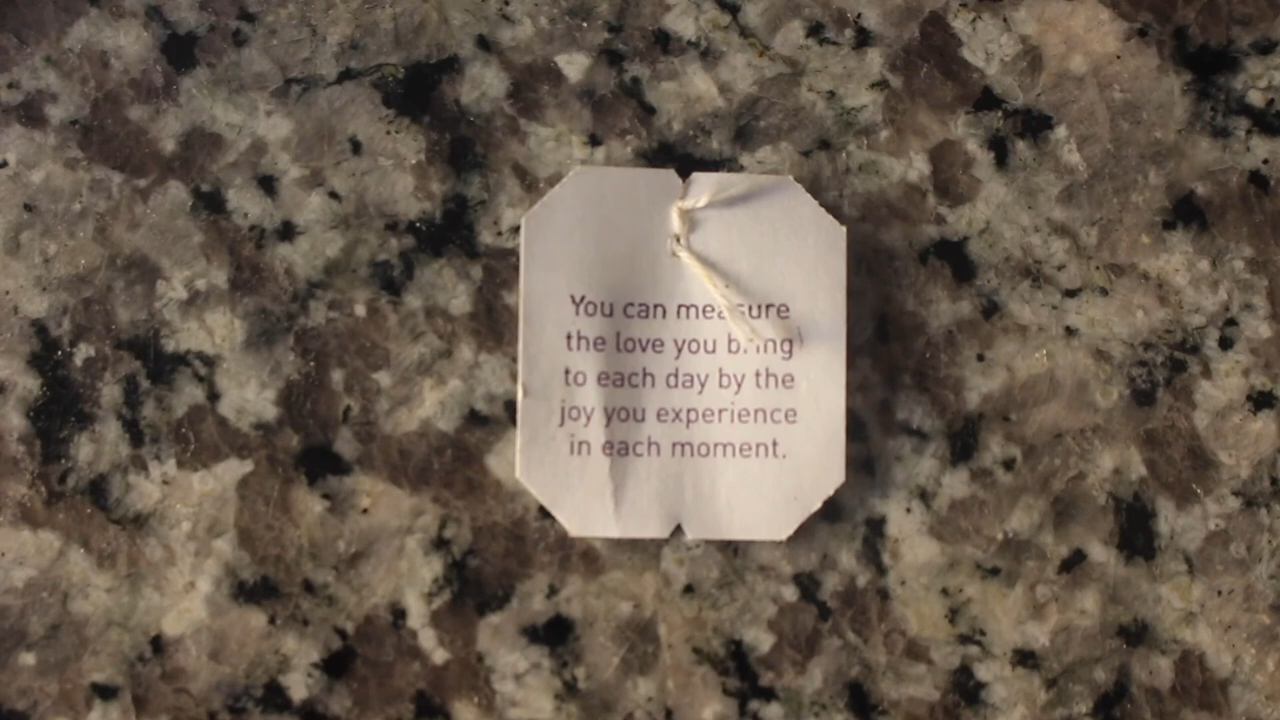 You can measure
the love you bring
to each day by the
joy you experience
in each moment.